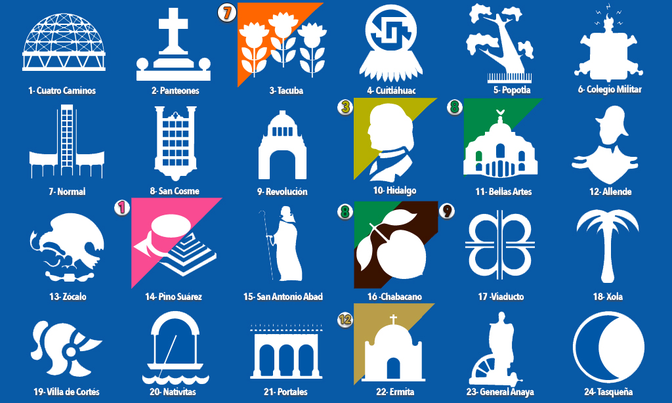 7
1- Cuatro Caminos
2- Panteones
3- Tacuba
4- Cuitláhuac
5- Popotla
6- Colegio Militar
3
8
7- Normal
8- San Cosme
9- Revolución
10- Hidalgo
11- Bellas Artes
12- Allende
1
8
9
13- Zócalo
14- Pino Suárez
15- San Antonio Abad
16 -Chabacano
17 -Viaducto
18- Xola
12
19- Villa de Cortés
20- Nativitas
21- Portales
22- Ermita
23- General Anaya
24- Tasqueña